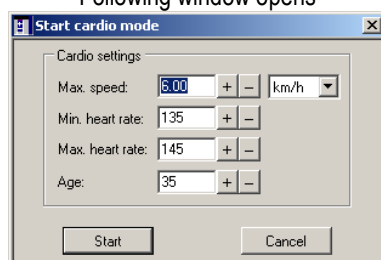 Following window opens
Start cardio mode
Cardio settings
Max. speed: 6.00 + − km/h
Min. heart rate: 135 + −
Max. heart rate: 145 + −
Age: 35 + −
Start Cancel